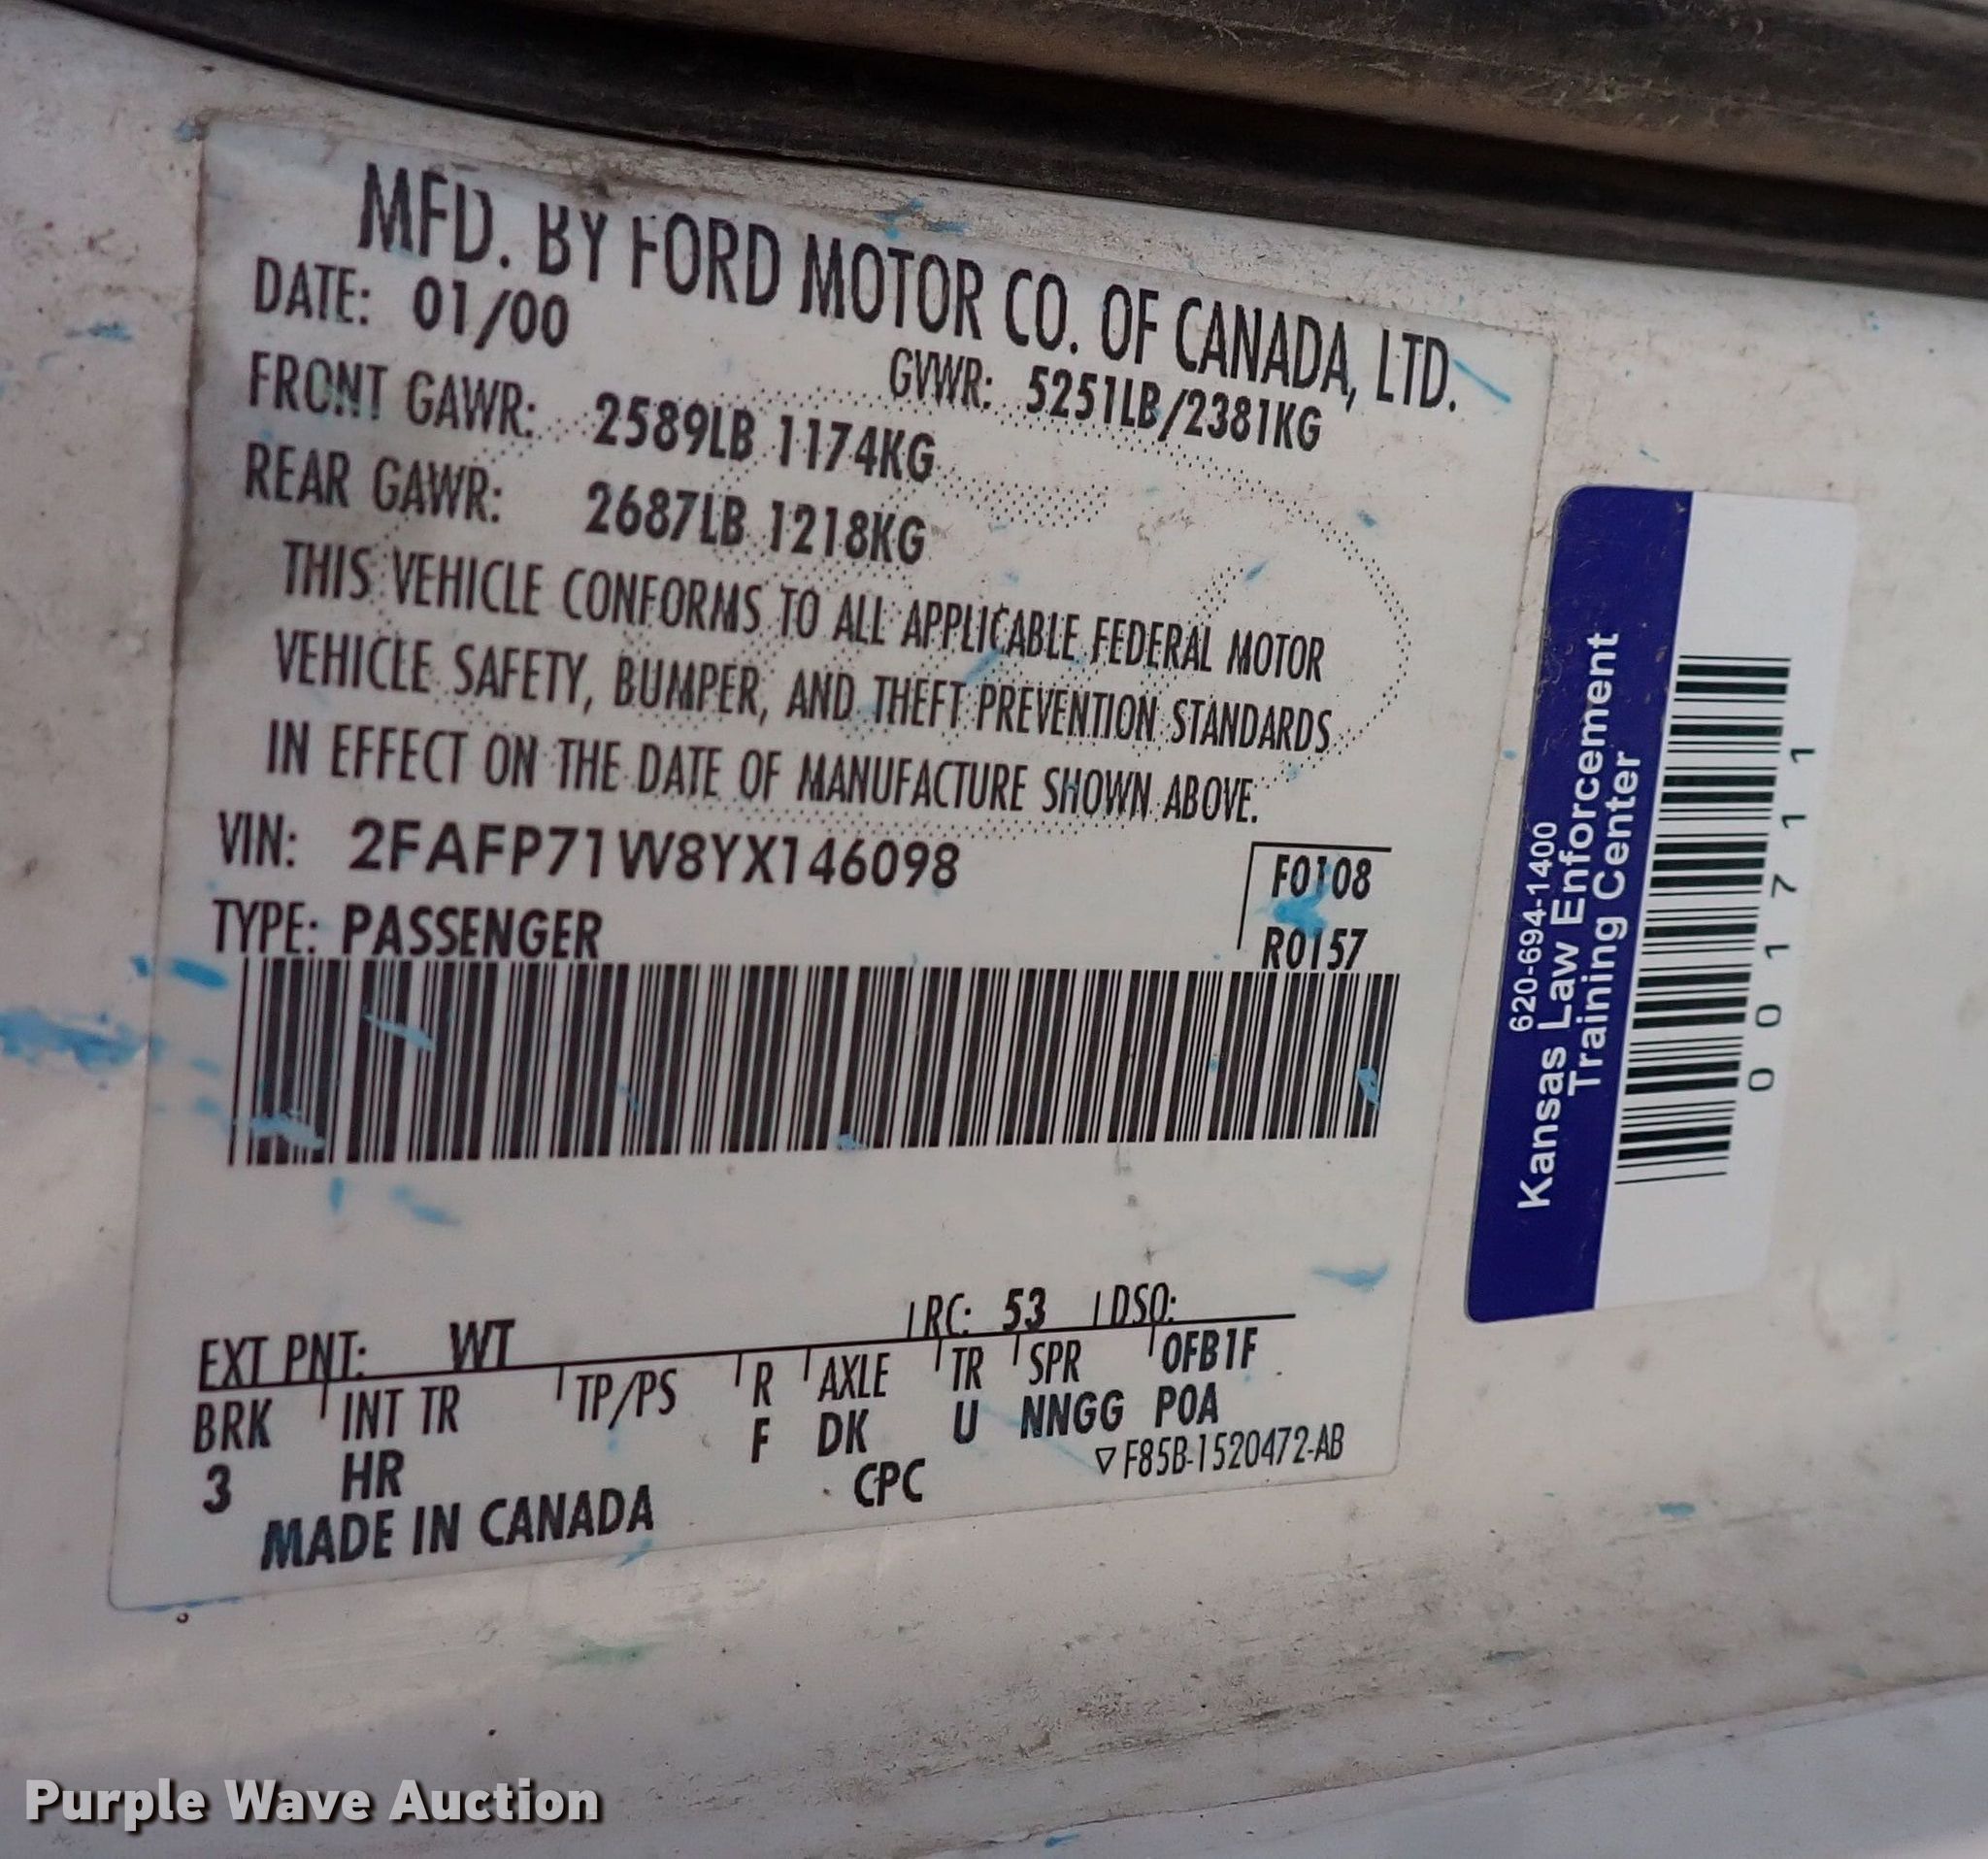 MFD. BY FORD MOTOR CO. OF CANADA, LTD.
DATE: 01/00
GVWR: 5251LB/2381KG
FRONT GAWR: 2589LB 1174KG
REAR GAWR: 2687LB 1218KG
THIS VEHICLE CONFORMS TO ALL APPLICABLE FEDERAL MOTOR
VEHICLE SAFETY, BUMPER, AND THEFT PREVENTION STANDARDS
IN EFFECT ON THE DATE OF MANUFACTURE SHOWN ABOVE.
VIN: 2FAFP71W8YX146098
F0108
TYPE: PASSENGER
R0157
EXT PNT: WT RC: 53 DSO:
BRK INT TR TP/PS R AXLE TR SPR OFB1F
3 HR F DK U NNGG POA
MADE IN CANADA CPC ▽F85B-1520472-AB
620-694-1400
Kansas Law Enforcement
Training Center
001711
Purple Wave Auction